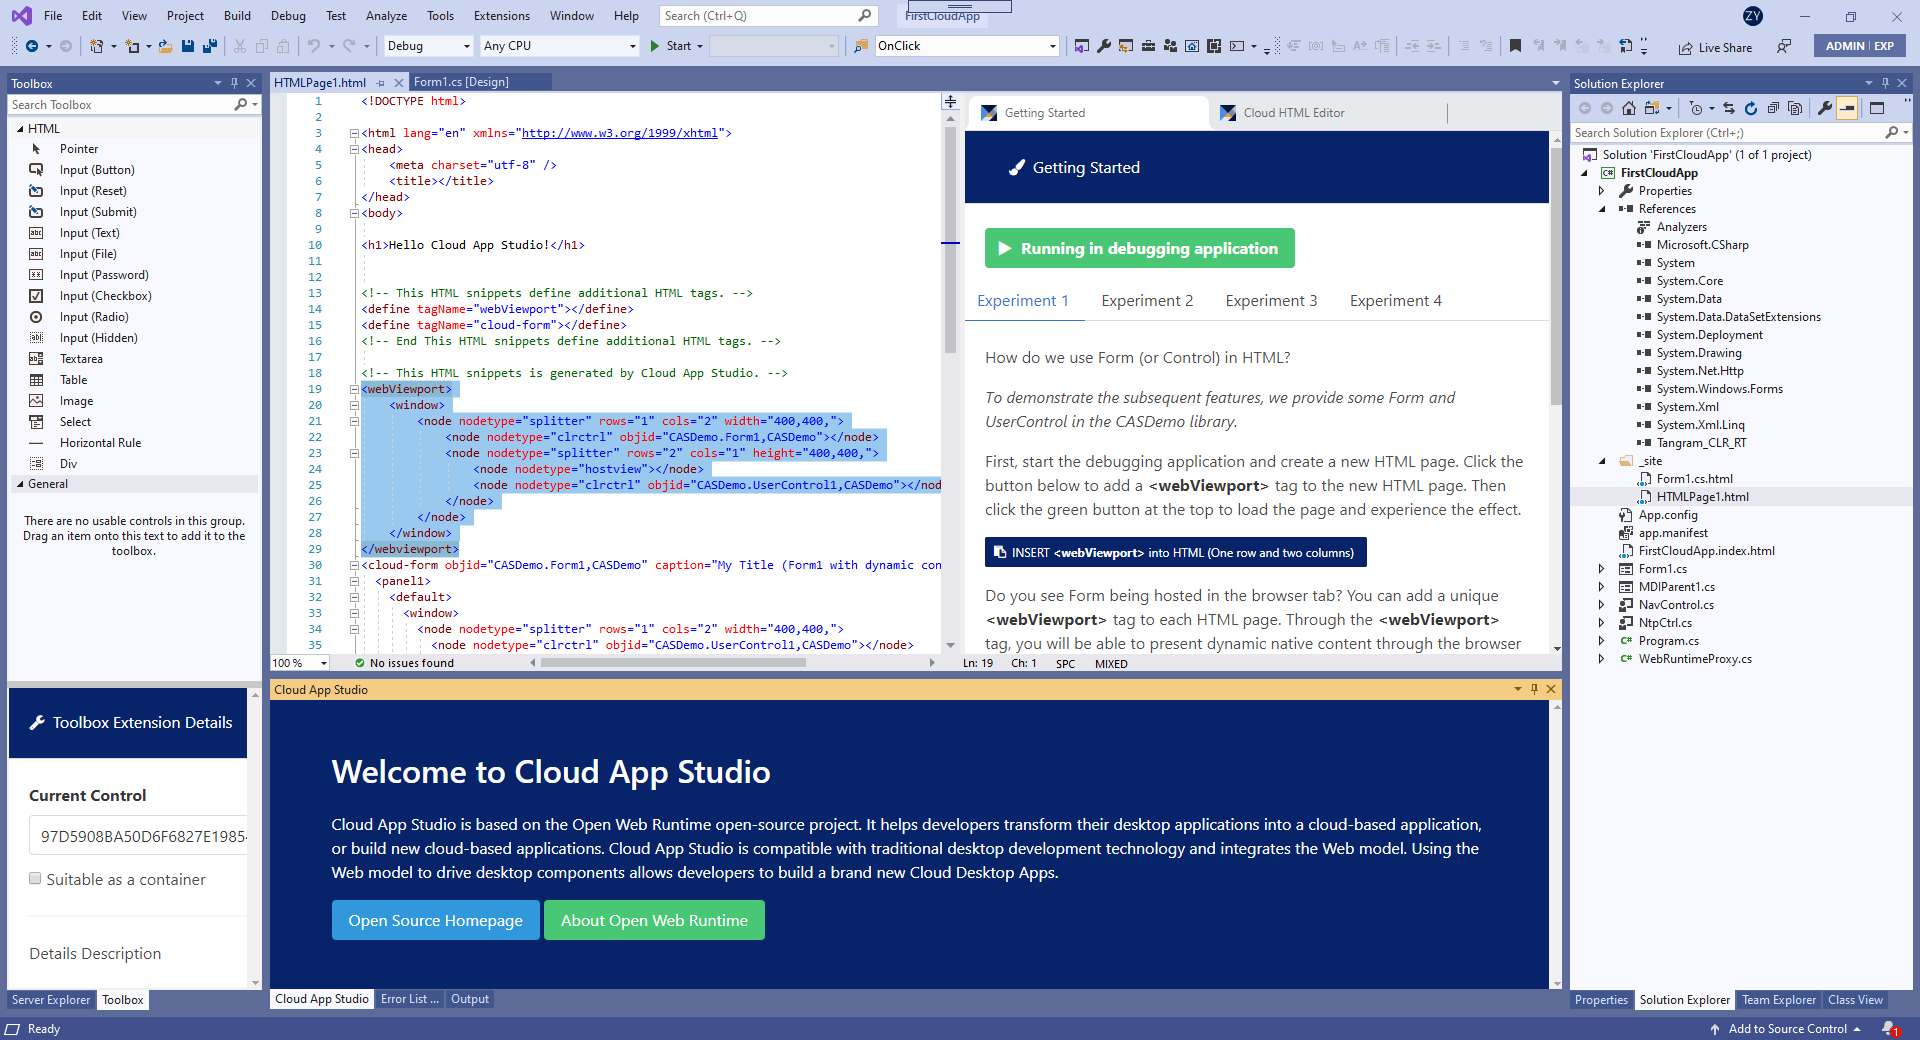 File Edit View Project Build Debug Test Analyze Tools Extensions Window Help Search (Ctrl+Q) FirstCloudApp ZY
Debug Any CPU Start OnClick Live Share ADMIN EXP
Toolbox
Search Toolbox
HTML
Pointer
Input (Button)
Input (Reset)
Input (Submit)
Input (Text)
Input (File)
Input (Password)
Input (Checkbox)
Input (Radio)
Input (Hidden)
Textarea
Table
Image
Select
Horizontal Rule
Div
General
There are no usable controls in this group.
Drag an item onto this text to add it to the
toolbox.
Toolbox Extension Details
Current Control
97D5908BA50D6F6827E1985
Suitable as a container
Details Description
Server Explorer Toolbox
HTMLPage1.html Form1.cs [Design]
1 <!DOCTYPE html>
2
3 <html lang="en" xmlns="http://www.w3.org/1999/xhtml">
4 <head>
5 <meta charset="utf-8" />
6 <title></title>
7 </head>
8 <body>
9
10 <h1>Hello Cloud App Studio!</h1>
11
12
13 <!-- This HTML snippets define additional HTML tags. -->
14 <define tagName="webViewport"></define>
15 <define tagName="cloud-form"></define>
16 <!-- End This HTML snippets define additional HTML tags. -->
17
18 <!-- This HTML snippets is generated by Cloud App Studio. -->
19 <webViewport>
20 <window>
21 <node nodetype="splitter" rows="1" cols="2" width="400,400,">
22 <node nodetype="clrctrl" objid="CASDemo.Form1,CASDemo"></node>
23 <node nodetype="splitter" rows="2" cols="1" height="400,400,">
24 <node nodetype="hostview"></node>
25 <node nodetype="clrctrl" objid="CASDemo.UserControl1,CASDemo"></nod
26 </node>
27 </node>
28 </window>
29 </webviewport>
30 <cloud-form objid="CASDemo.Form1,CASDemo" caption="My Title (Form1 with dynamic con
31 <panel1>
32 <default>
33 <window>
34 <node nodetype="splitter" rows="1" cols="2" width="400,400,">
35 <node nodetype="clrctrl" objid="CASDemo.UserControl1,CASDemo"></node>
100 % No issues found Ln: 19 Ch: 1 SPC MIXED
Getting Started Cloud HTML Editor
Getting Started
Running in debugging application
Experiment 1 Experiment 2 Experiment 3 Experiment 4
How do we use Form (or Control) in HTML?
To demonstrate the subsequent features, we provide some Form and
UserControl in the CASDemo library.
First, start the debugging application and create a new HTML page. Click the
button below to add a <webViewport> tag to the new HTML page. Then
click the green button at the top to load the page and experience the effect.
INSERT <webViewport> into HTML (One row and two columns)
Do you see Form being hosted in the browser tab? You can add a unique
<webViewport> tag to each HTML page. Through the <webViewport>
tag, you will be able to present dynamic native content through the browser
Cloud App Studio
Welcome to Cloud App Studio
Cloud App Studio is based on the Open Web Runtime open-source project. It helps developers transform their desktop applications into a cloud-based application,
or build new cloud-based applications. Cloud App Studio is compatible with traditional desktop development technology and integrates the Web model. Using the
Web model to drive desktop components allows developers to build a brand new Cloud Desktop Apps.
Open Source Homepage About Open Web Runtime
Cloud App Studio Error List ... Output
Solution Explorer
Search Solution Explorer (Ctrl+;)
Solution 'FirstCloudApp' (1 of 1 project)
FirstCloudApp
Properties
References
Analyzers
Microsoft.CSharp
System
System.Core
System.Data
System.Data.DataSetExtensions
System.Deployment
System.Drawing
System.Net.Http
System.Windows.Forms
System.Xml
System.Xml.Linq
Tangram_CLR_RT
_site
Form1.cs.html
HTMLPage1.html
App.config
app.manifest
FirstCloudApp.index.html
Form1.cs
MDIParent1.cs
NavControl.cs
NtpCtrl.cs
Program.cs
WebRuntimeProxy.cs
Properties Solution Explorer Team Explorer Class View
Ready Add to Source Control 1